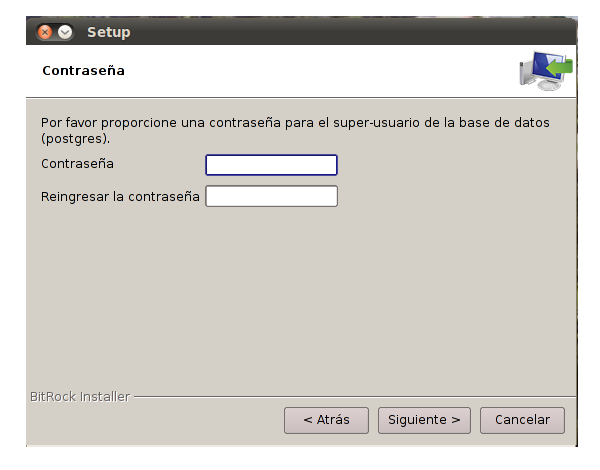 Setup
Contraseña
Por favor proporcione una contraseña para el super-usuario de la base de datos
(postgres).
Contraseña
Reingresar la contraseña
BitRock Installer
< Atrás
Siguiente >
Cancelar